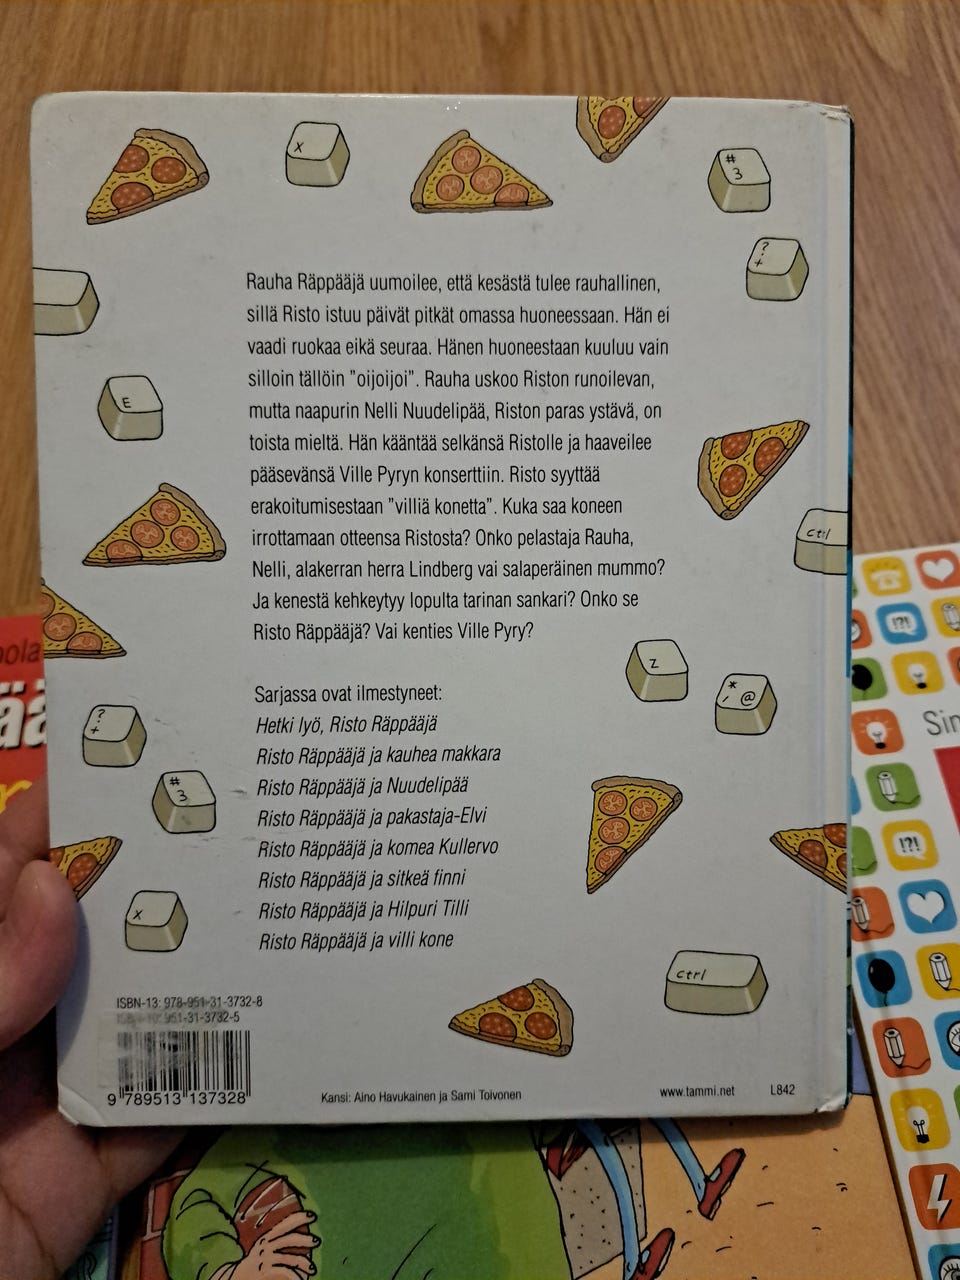 X
#
3
?
+
Rauha Räppääjä uumoilee, että kesästä tulee rauhallinen,
sillä Risto istuu päivät pitkät omassa huoneessaan. Hän ei
vaadi ruokaa eikä seuraa. Hänen huoneestaan kuuluu vain
silloin tällöin "oijoijoi". Rauha uskoo Riston runoilevan,
mutta naapurin Nelli Nuudelipää, Riston paras ystävä, on
toista mieltä. Hän kääntää selkänsä Ristolle ja haaveilee
pääsevänsä Ville Pyryn konserttiin. Risto syyttää
erakoitumisestaan "villiä konetta". Kuka saa koneen
irrottamaan otteensa Ristosta? Onko pelastaja Rauha,
Nelli, alakerran herra Lindberg vai salaperäinen mummo?
Ja kenestä kehkeytyy lopulta tarinan sankari? Onko se
Risto Räppääjä? Vai kenties Ville Pyry?
E
ctrl
Z
*
, @
Sarjassa ovat ilmestyneet:
Hetki lyö, Risto Räppääjä
Risto Räppääjä ja kauhea makkara
Risto Räppääjä ja Nuudelipää
Risto Räppääjä ja pakastaja-Elvi
Risto Räppääjä ja komea Kullervo
Risto Räppääjä ja sitkeä finni
Risto Räppääjä ja Hilpuri Tilli
Risto Räppääjä ja villi kone
?
+
#
3
X
ctrl
ISBN-13: 978-951-31-3732-8
ISBN-10: 951-31-3732-5
9 789513 137328
Kansi: Aino Havukainen ja Sami Toivonen
www.tammi.net
L842
!?!
!?!